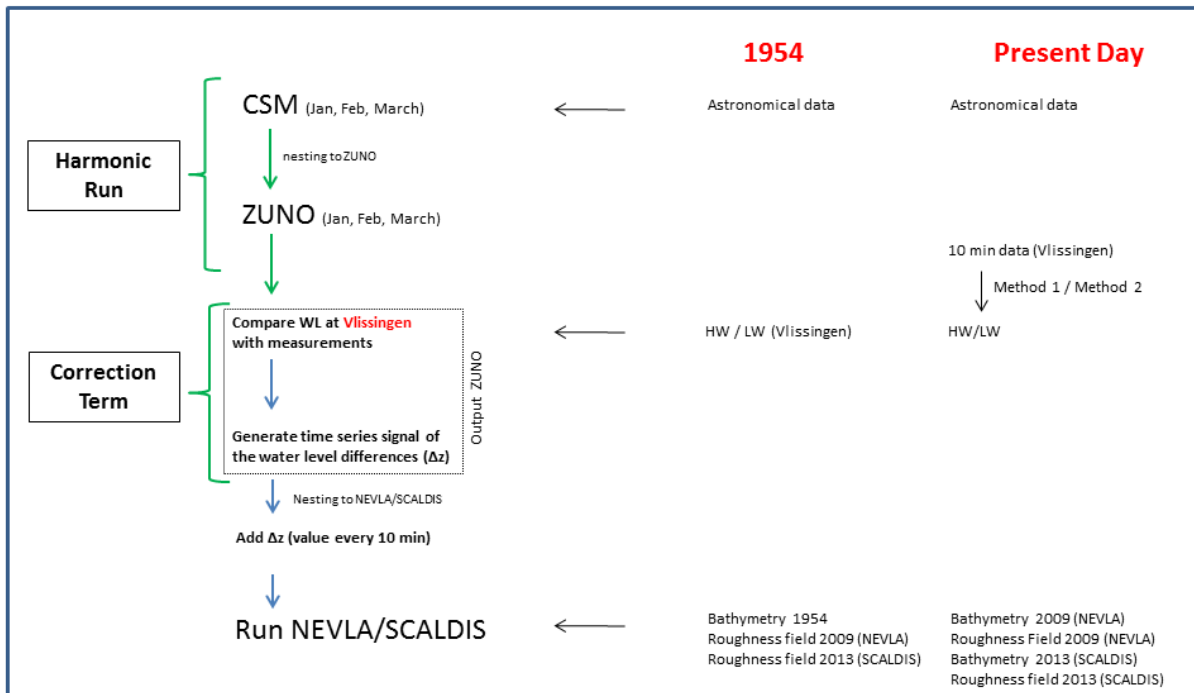 1954
Present Day
CSM (Jan, Feb, March)
Astronomical data
Astronomical data
Harmonic
Run
nesting to ZUNO
ZUNO (Jan, Feb, March)
10 min data (Vlissingen)
Method 1 / Method 2
Correction
Term
Compare WL at Vlissingen
with measurements
HW / LW (Vlissingen)
HW/LW
Generate time series signal of
the water level differences (Δz)
Output ZUNO
Nesting to NEVLA/SCALDIS
Add Δz (value every 10 min)
Run NEVLA/SCALDIS
Bathymetry 1954
Roughness field 2009 (NEVLA)
Roughness field 2013 (SCALDIS)
Bathymetry 2009 (NEVLA)
Roughness Field 2009 (NEVLA)
Bathymetry 2013 (SCALDIS)
Roughness field 2013 (SCALDIS)